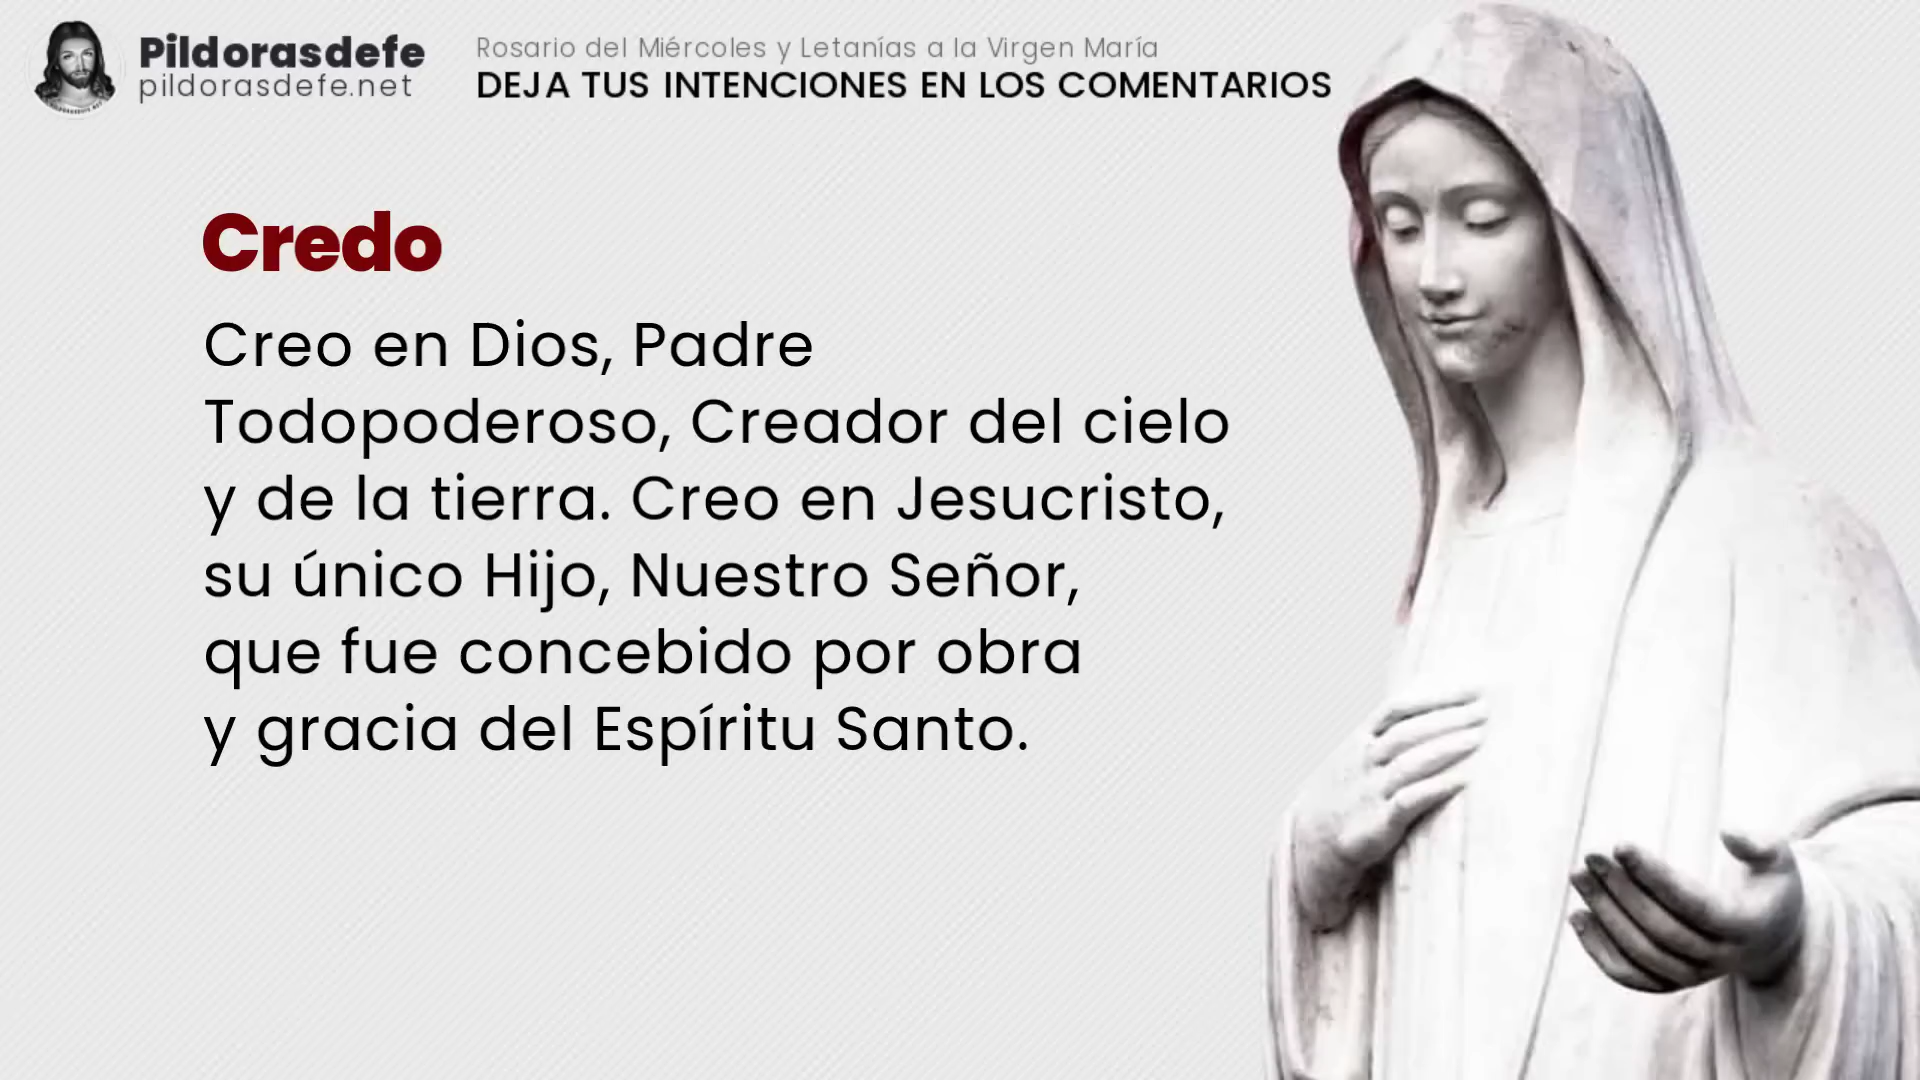 Pildorasdefe
pildorasdefe.net
Rosario del Miércoles y Letanías a la Virgen María
DEJA TUS INTENCIONES EN LOS COMENTARIOS
Credo
Creo en Dios, Padre
Todopoderoso, Creador del cielo
y de la tierra. Creo en Jesucristo,
su único Hijo, Nuestro Señor,
que fue concebido por obra
y gracia del Espíritu Santo.